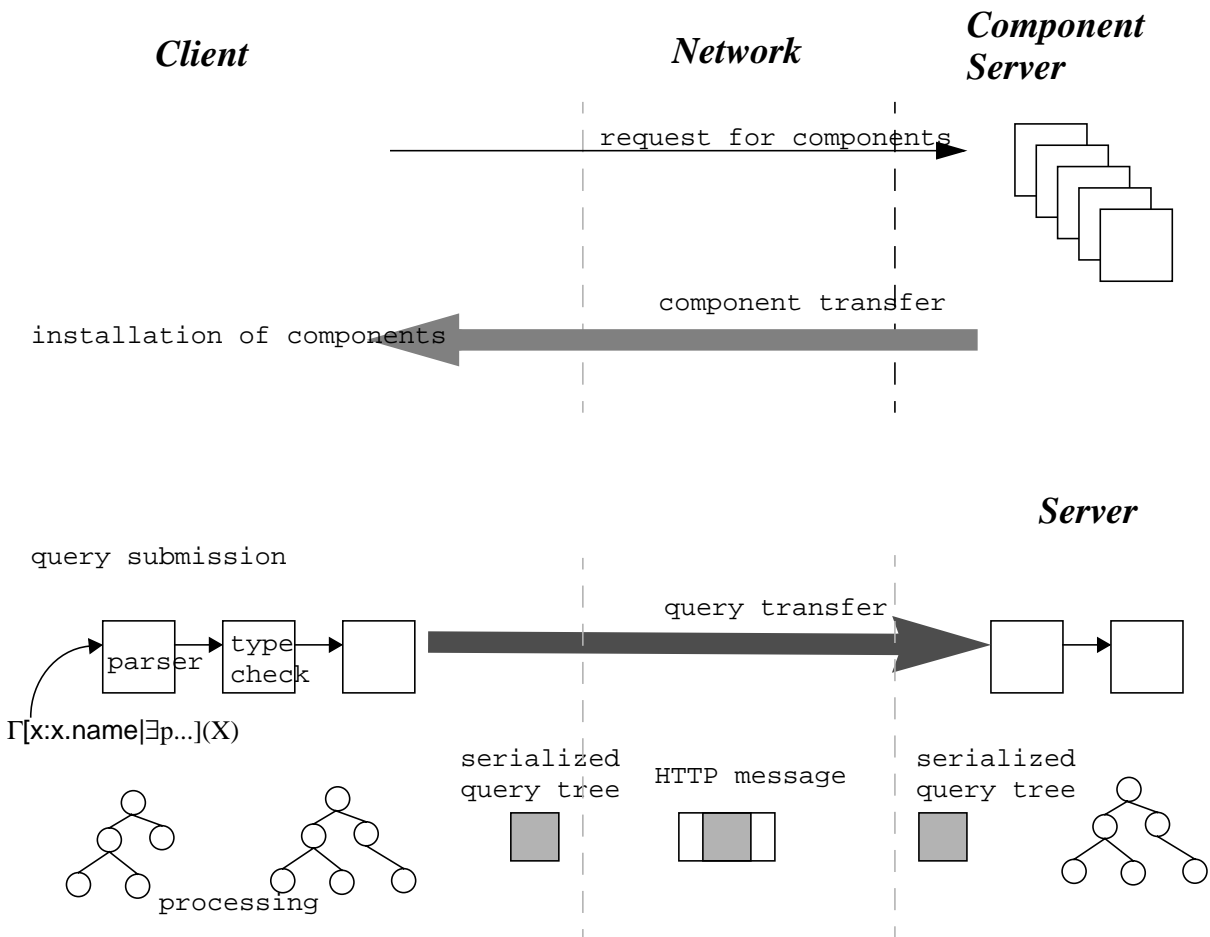 Client
Network
Component
Server
request for components
component transfer
installation of components
Server
query submission
query transfer
parser
type
check
Γ[x:x.name|∃p...](X)
serialized
query tree
HTTP message
serialized
query tree
processing